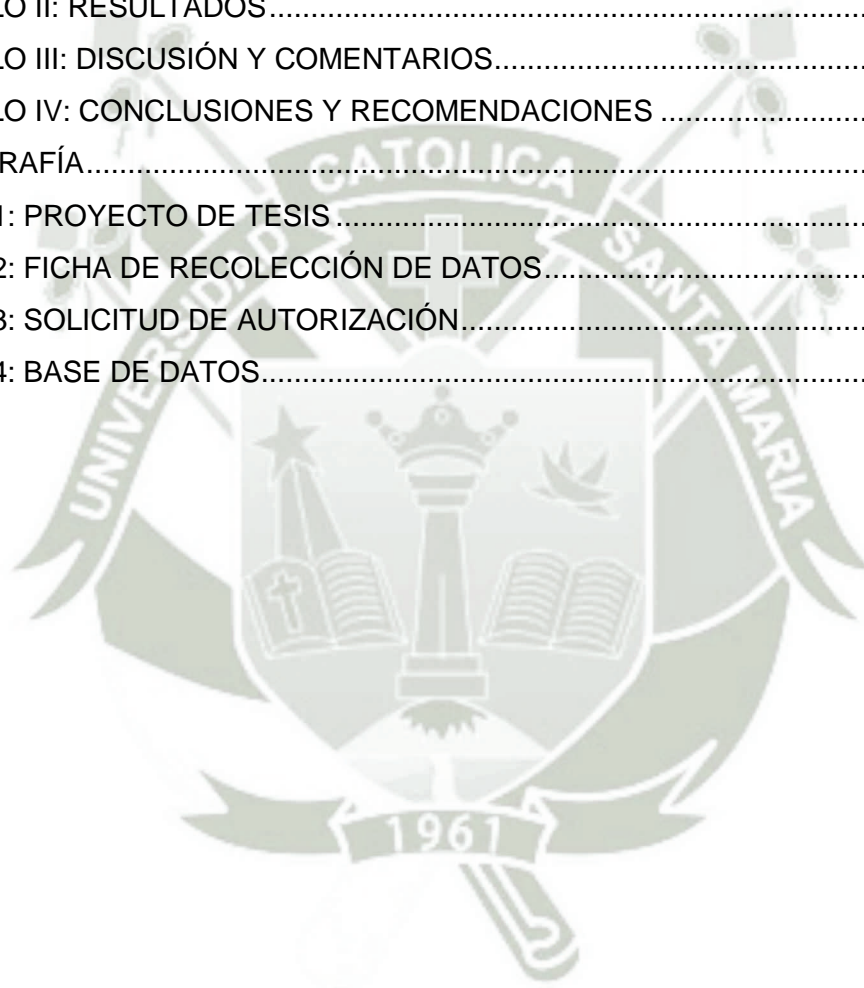 LO II: RESULTADOS
LO III: DISCUSIÓN Y COMENTARIOS
LO IV: CONCLUSIONES Y RECOMENDACIONES
RAFÍA
1: PROYECTO DE TESIS
2: FICHA DE RECOLECCIÓN DE DATOS
3: SOLICITUD DE AUTORIZACIÓN
4: BASE DE DATOS
UNIVERSIDAD CATOLICA SANTA MARIA
1961